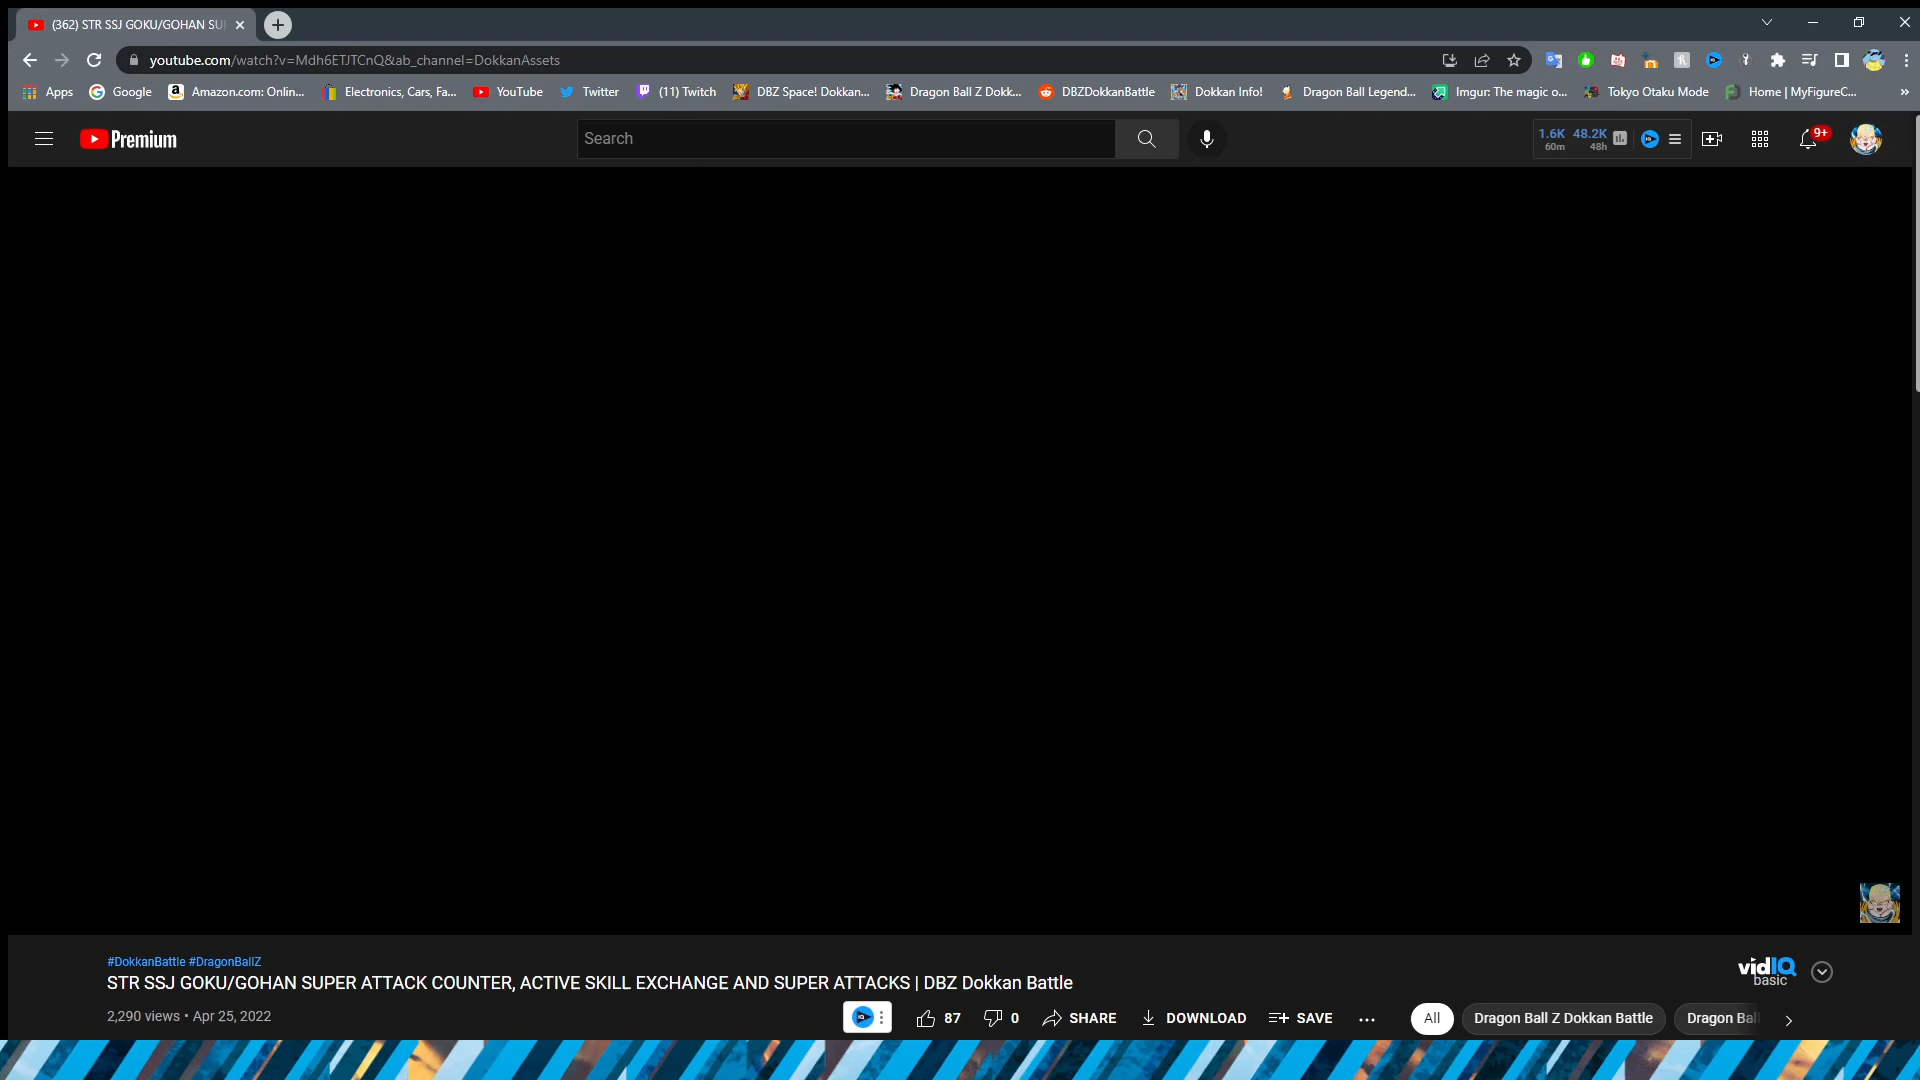 (362) STR SSJ GOKU/GOHAN SU
youtube.com/watch?v=Mdh6ETJTCnQ&ab_channel=DokkanAssets
Apps Google Amazon.com: Onlin... Electronics, Cars, Fa... YouTube Twitter (11) Twitch DBZ Space! Dokkan... Dragon Ball Z Dokk... DBZDokkanBattle Dokkan Info! Dragon Ball Legend... Imgur: The magic o... Tokyo Otaku Mode Home | MyFigureC... »
Premium Search 1.6K 48.2K 9+
60m 48h
#DokkanBattle #DragonBallZ
STR SSJ GOKU/GOHAN SUPER ATTACK COUNTER, ACTIVE SKILL EXCHANGE AND SUPER ATTACKS | DBZ Dokkan Battle
vidIQ
basic
2,290 views • Apr 25, 2022
87 0 SHARE DOWNLOAD SAVE ... All Dragon Ball Z Dokkan Battle Dragon Bal